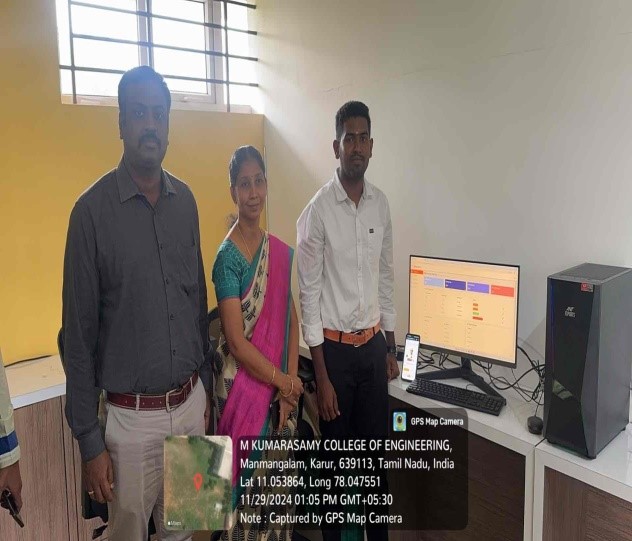 GPS Map Camera
M KUMARASAMY COLLEGE OF ENGINEERING,
Manmangalam, Karur, 639113, Tamil Nadu, India
Lat 11.053864, Long 78.047551
11/29/2024 01:05 PM GMT+05:30
Note : Captured by GPS Map Camera